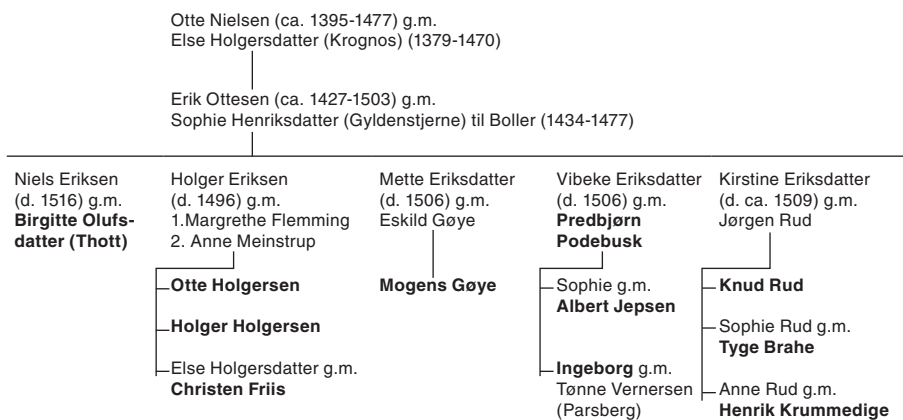 Otte Nielsen (ca. 1395-1477) g.m.
Else Holgersdatter (Krognos) (1379-1470)
Erik Ottesen (ca. 1427-1503) g.m.
Sophie Henriksdatter (Gyldenstjerne) til Boller (1434-1477)
Niels Eriksen
(d. 1516) g.m.
Birgitte Olufs-
datter (Thott)
Holger Eriksen
(d. 1496) g.m.
1.Margrethe Flemming
2. Anne Meinstrup
Otte Holgersen
Holger Holgersen
Else Holgersdatter g.m.
Christen Friis
Mette Eriksdatter
(d. 1506) g.m.
Eskild Gøye
Mogens Gøye
Vibeke Eriksdatter
(d. 1506) g.m.
Predbjørn
Podebusk
Sophie g.m.
Albert Jepsen
Ingeborg g.m.
Tønne Vernersen
(Parsberg)
Kirstine Eriksdatter
(d. ca. 1509) g.m.
Jørgen Rud
Knud Rud
Sophie Rud g.m.
Tyge Brahe
Anne Rud g.m.
Henrik Krummedige